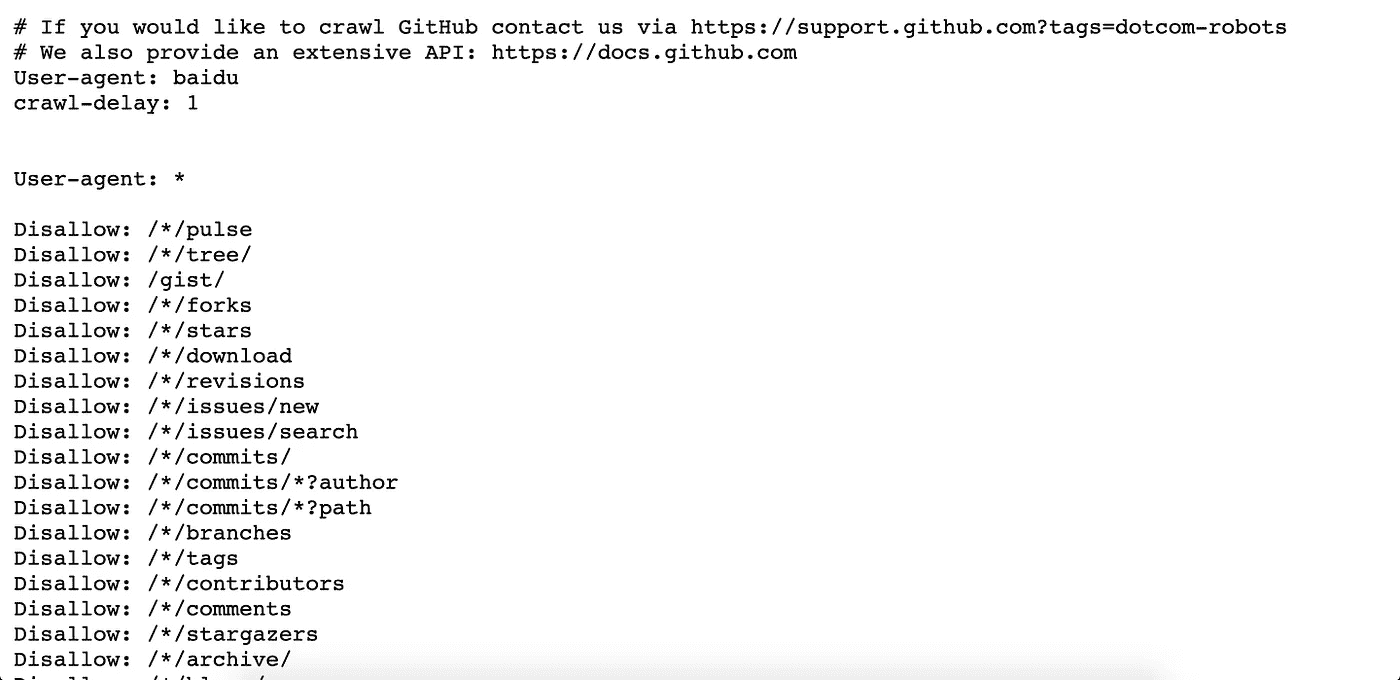 # If you would like to crawl GitHub contact us via https://support.github.com?tags=dotcom-robots
# We also provide an extensive API: https://docs.github.com
User-agent: baidu
crawl-delay: 1
User-agent: *
Disallow: /*/pulse
Disallow: /*/tree/
Disallow: /gist/
Disallow: /*/forks
Disallow: /*/stars
Disallow: /*/download
Disallow: /*/revisions
Disallow: /*/issues/new
Disallow: /*/issues/search
Disallow: /*/commits/
Disallow: /*/commits/*?author
Disallow: /*/commits/*?path
Disallow: /*/branches
Disallow: /*/tags
Disallow: /*/contributors
Disallow: /*/comments
Disallow: /*/stargazers
Disallow: /*/archive/